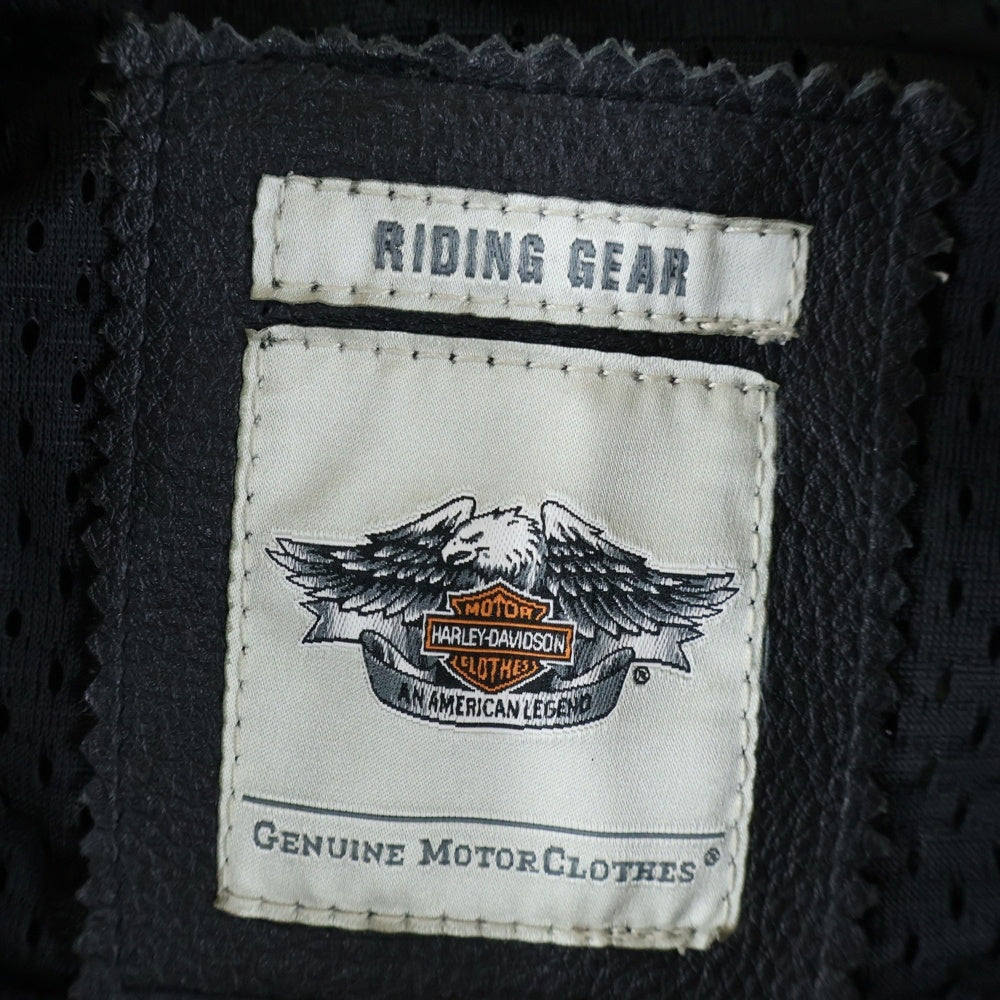 RIDING GEAR
MOTOR
HARLEY-DAVIDSON
CLOTHES
®
AN AMERICAN LEGEND
GENUINE MOTORCLOTHES®